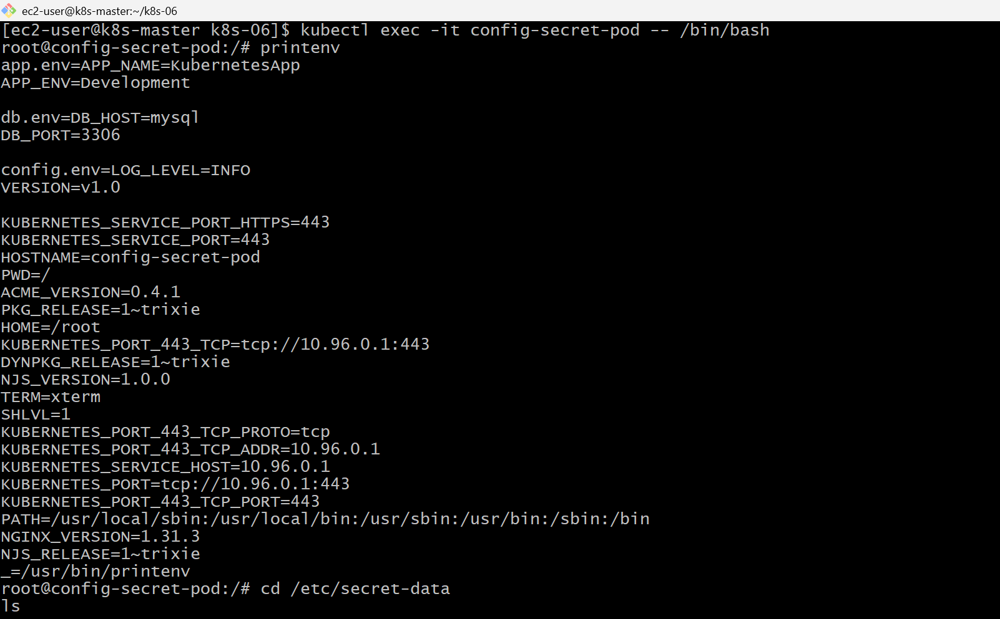 ec2-user@k8s-master:~/k8s-06
[ec2-user@k8s-master k8s-06]$ kubectl exec -it config-secret-pod -- /bin/bash
root@config-secret-pod:/# printenv
app.env=APP_NAME=KubernetesApp
APP_ENV=Development
db.env=DB_HOST=mysql
DB_PORT=3306
config.env=LOG_LEVEL=INFO
VERSION=v1.0
KUBERNETES_SERVICE_PORT_HTTPS=443
KUBERNETES_SERVICE_PORT=443
HOSTNAME=config-secret-pod
PWD=/
ACME_VERSION=0.4.1
PKG_RELEASE=1~trixie
HOME=/root
KUBERNETES_PORT_443_TCP=tcp://10.96.0.1:443
DYNPKG_RELEASE=1~trixie
NJS_VERSION=1.0.0
TERM=xterm
SHLVL=1
KUBERNETES_PORT_443_TCP_PROTO=tcp
KUBERNETES_PORT_443_TCP_ADDR=10.96.0.1
KUBERNETES_SERVICE_HOST=10.96.0.1
KUBERNETES_PORT=tcp://10.96.0.1:443
KUBERNETES_PORT_443_TCP_PORT=443
PATH=/usr/local/sbin:/usr/local/bin:/usr/sbin:/usr/bin:/sbin:/bin
NGINX_VERSION=1.31.3
NJS_RELEASE=1~trixie
_=/usr/bin/printenv
root@config-secret-pod:/# cd /etc/secret-data
ls